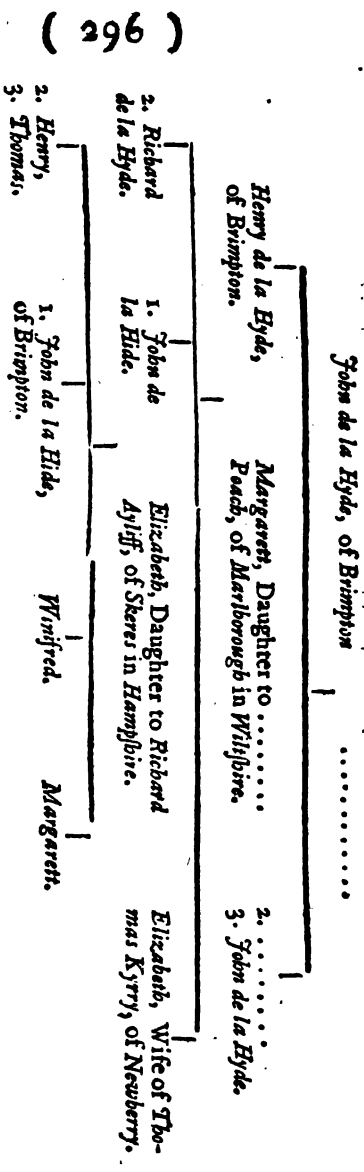 ( 296 )
John de la Hyde, of Brimpton ...........
Henry de la Hyde,
of Brimpton.
Margarett, Daughter to ........
Peach, of Marlborough in Wiltſhire.
2. ........
3. John de la Hyde.
2. Richard
de la Hyde.
1. John de
la Hide.
Elizabeth, Daughter to Richard
Ayliff, of Skeres in Hampſhire.
Elizabeth, Wife of Tho-
mas Kyrry, of Newberry.
2. Henry,
3. Thomas.
1. John de la Hide,
of Brimpton.
Winifred.
Margarett.